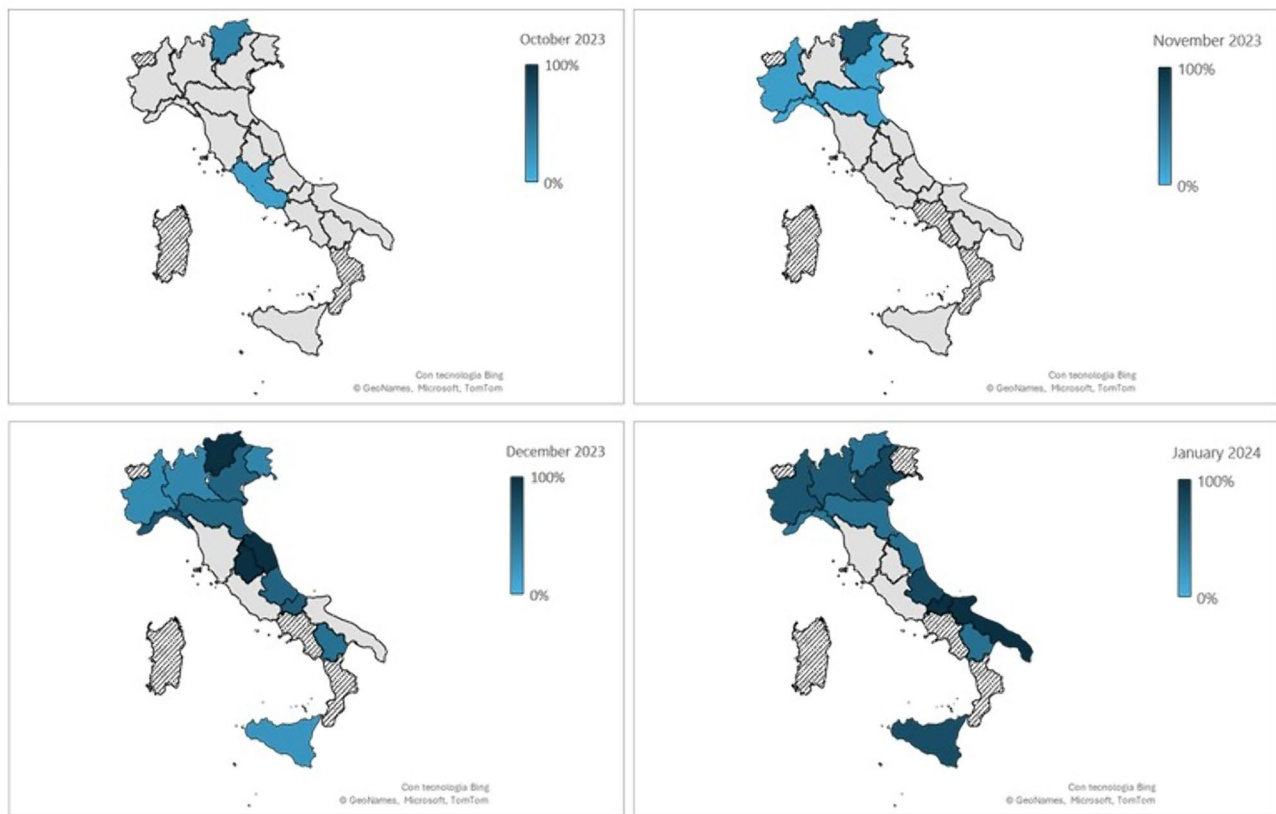 October 2023
100%
0%
Con tecnologia Bing
© GeoNames, Microsoft, TomTom
November 2023
100%
0%
Con tecnologia Bing
© GeoNames, Microsoft, TomTom
December 2023
100%
0%
Con tecnologia Bing
© GeoNames, Microsoft, TomTom
January 2024
100%
0%
Con tecnologia Bing
© GeoNames, Microsoft, TomTom